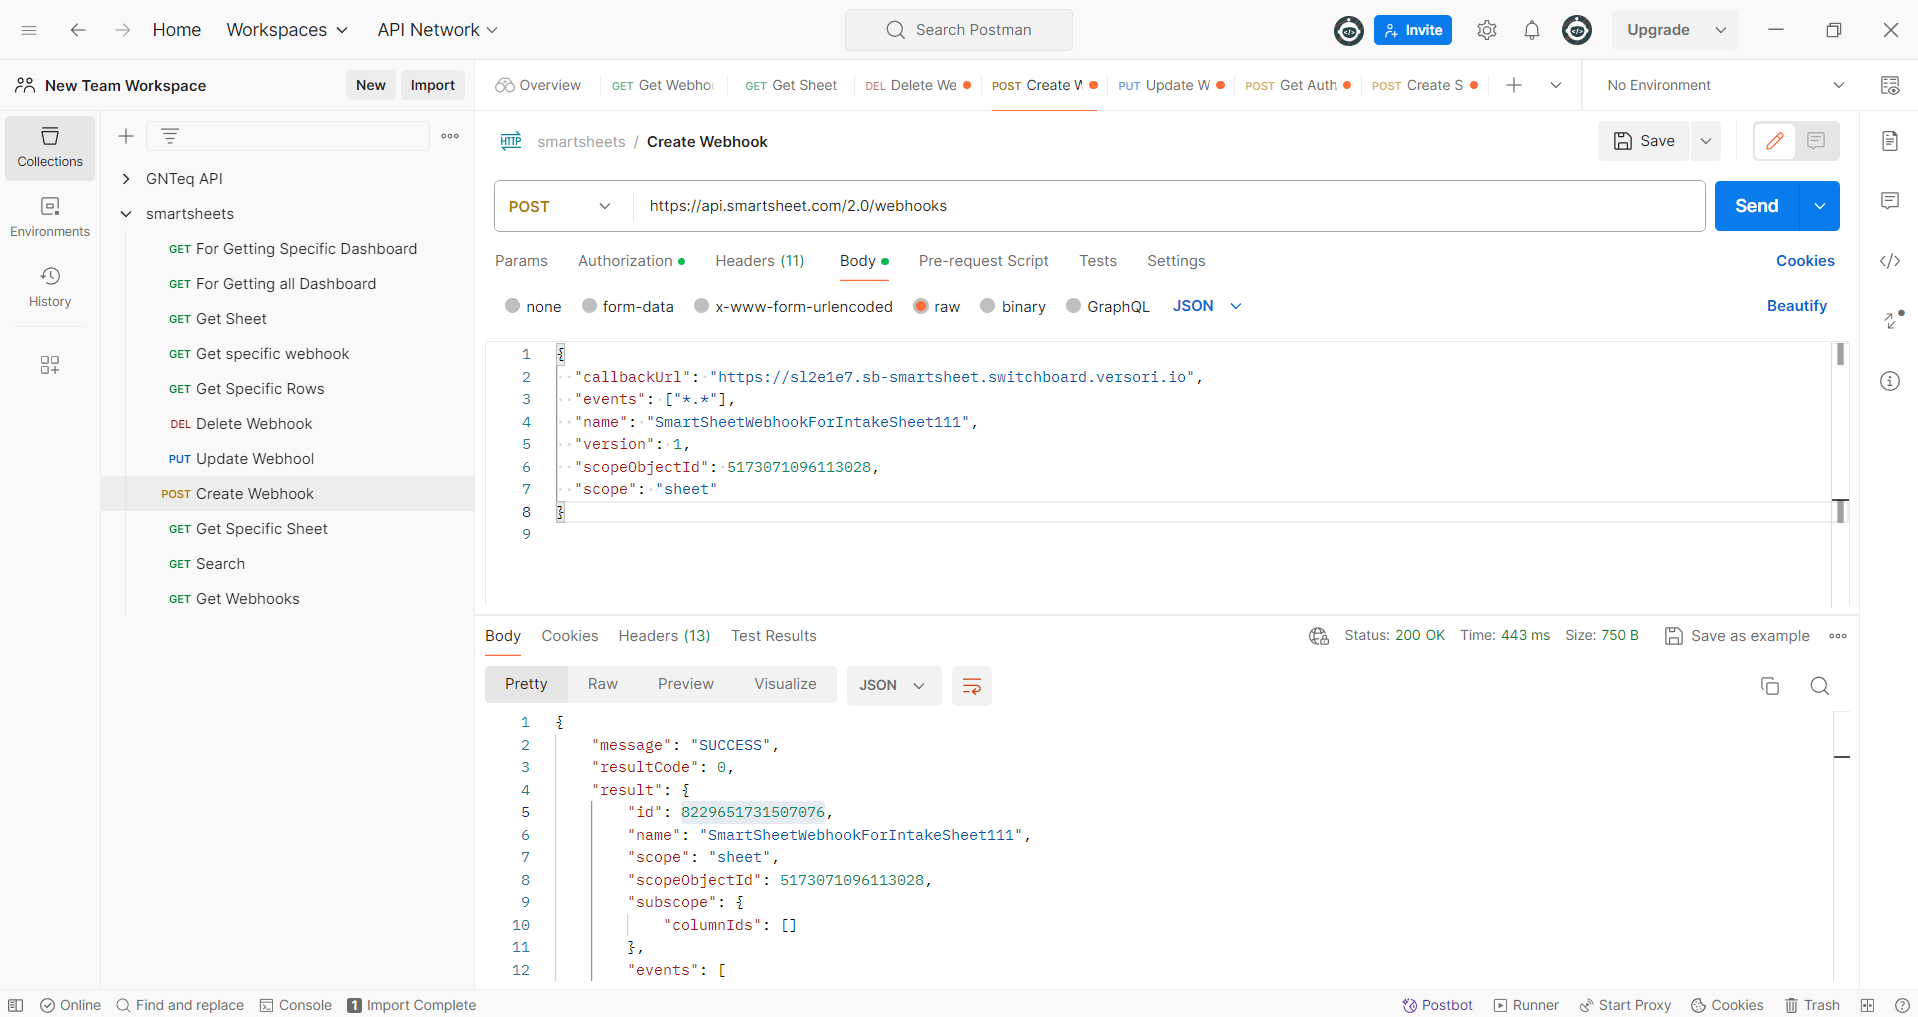 Home Workspaces API Network Search Postman Invite Upgrade
New Team Workspace New Import
Overview GET Get Webho GET Get Sheet DEL Delete We POST Create W PUT Update W POST Get Auth POST Create S No Environment
Collections
Environments
History
GNTeq API
smartsheets
GET For Getting Specific Dashboard
GET For Getting all Dashboard
GET Get Sheet
GET Get specific webhook
GET Get Specific Rows
DEL Delete Webhook
PUT Update Webhool
POST Create Webhook
GET Get Specific Sheet
GET Search
GET Get Webhooks
HTTP smartsheets / Create Webhook Save
POST https://api.smartsheet.com/2.0/webhooks Send
Params Authorization Headers (11) Body Pre-request Script Tests Settings Cookies
none form-data x-www-form-urlencoded raw binary GraphQL JSON Beautify
1 {
2 "callbackUrl": "https://sl2e1e7.sb-smartsheet.switchboard.versori.io",
3 "events": ["*.*"],
4 "name": "SmartSheetWebhookForIntakeSheet111",
5 "version": 1,
6 "scopeObjectId": 5173071096113028,
7 "scope": "sheet"
8 }
9
Body Cookies Headers (13) Test Results Status: 200 OK Time: 443 ms Size: 750 B Save as example
Pretty Raw Preview Visualize JSON
1 {
2 "message": "SUCCESS",
3 "resultCode": 0,
4 "result": {
5 "id": 8229651731507076,
6 "name": "SmartSheetWebhookForIntakeSheet111",
7 "scope": "sheet",
8 "scopeObjectId": 5173071096113028,
9 "subscope": {
10 "columnIds": []
11 },
12 "events": [
Online Find and replace Console 1 Import Complete Postbot Runner Start Proxy Cookies Trash